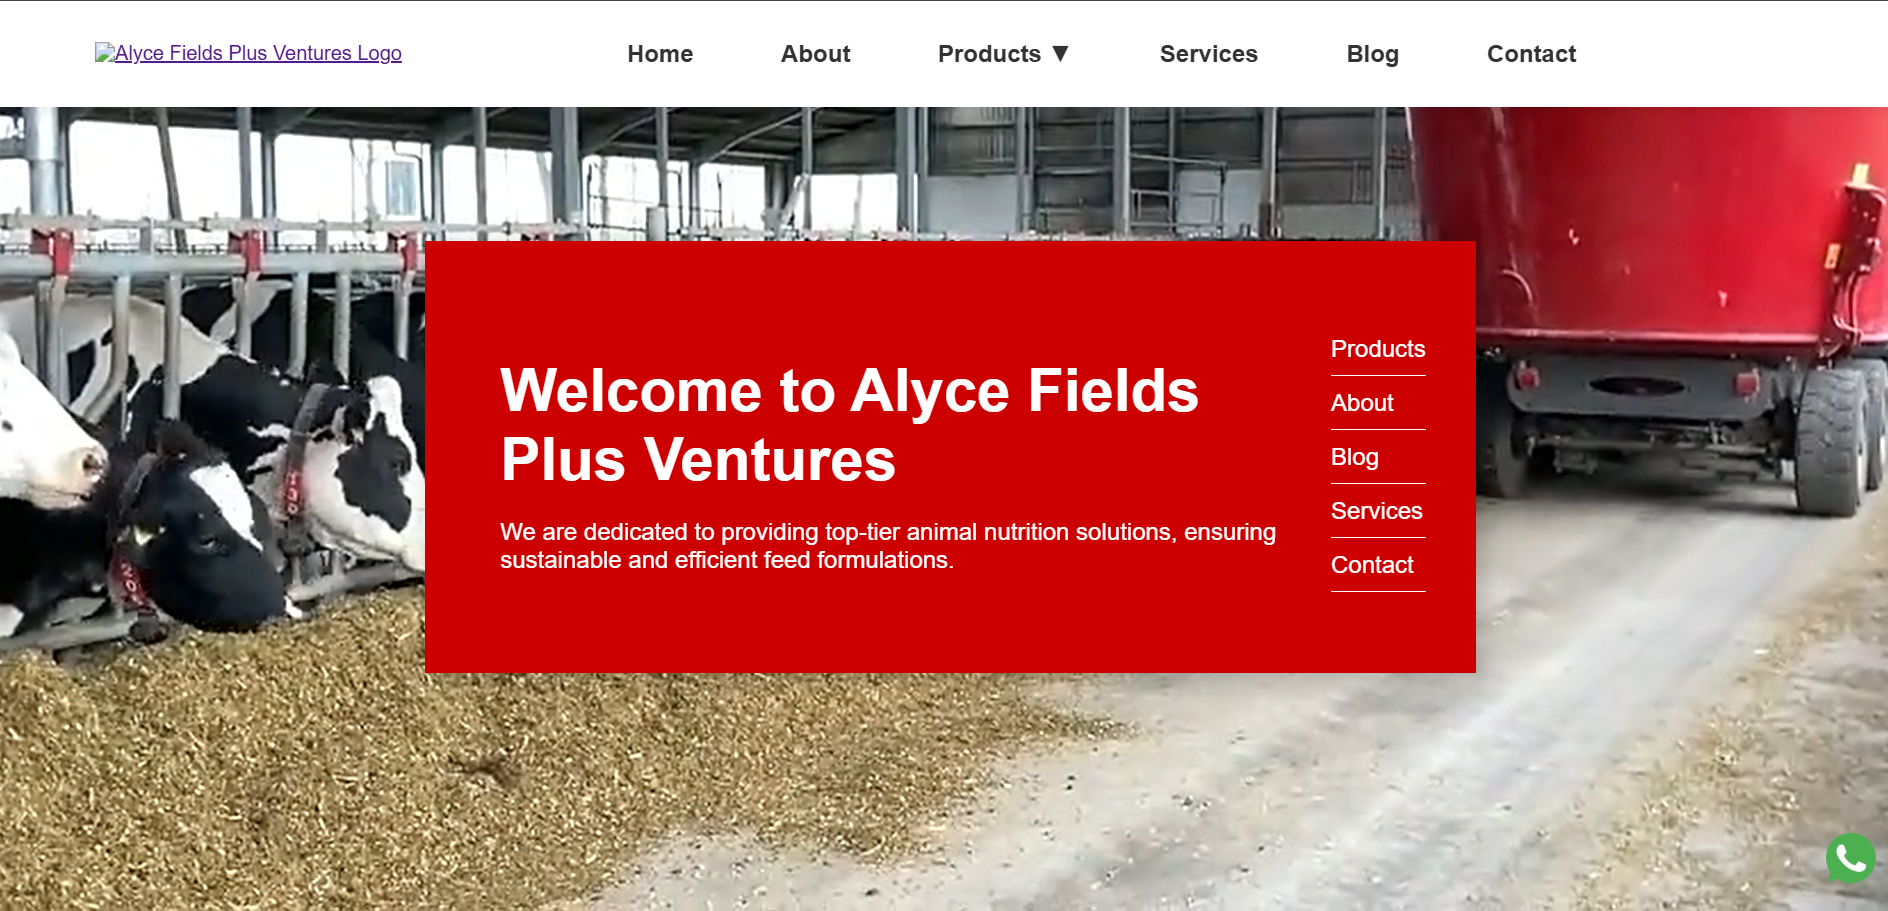 Alyce Fields Plus Ventures Logo
Home
About
Products ▼
Services
Blog
Contact
Welcome to Alyce Fields
Plus Ventures
We are dedicated to providing top-tier animal nutrition solutions, ensuring
sustainable and efficient feed formulations.
Products
About
Blog
Services
Contact